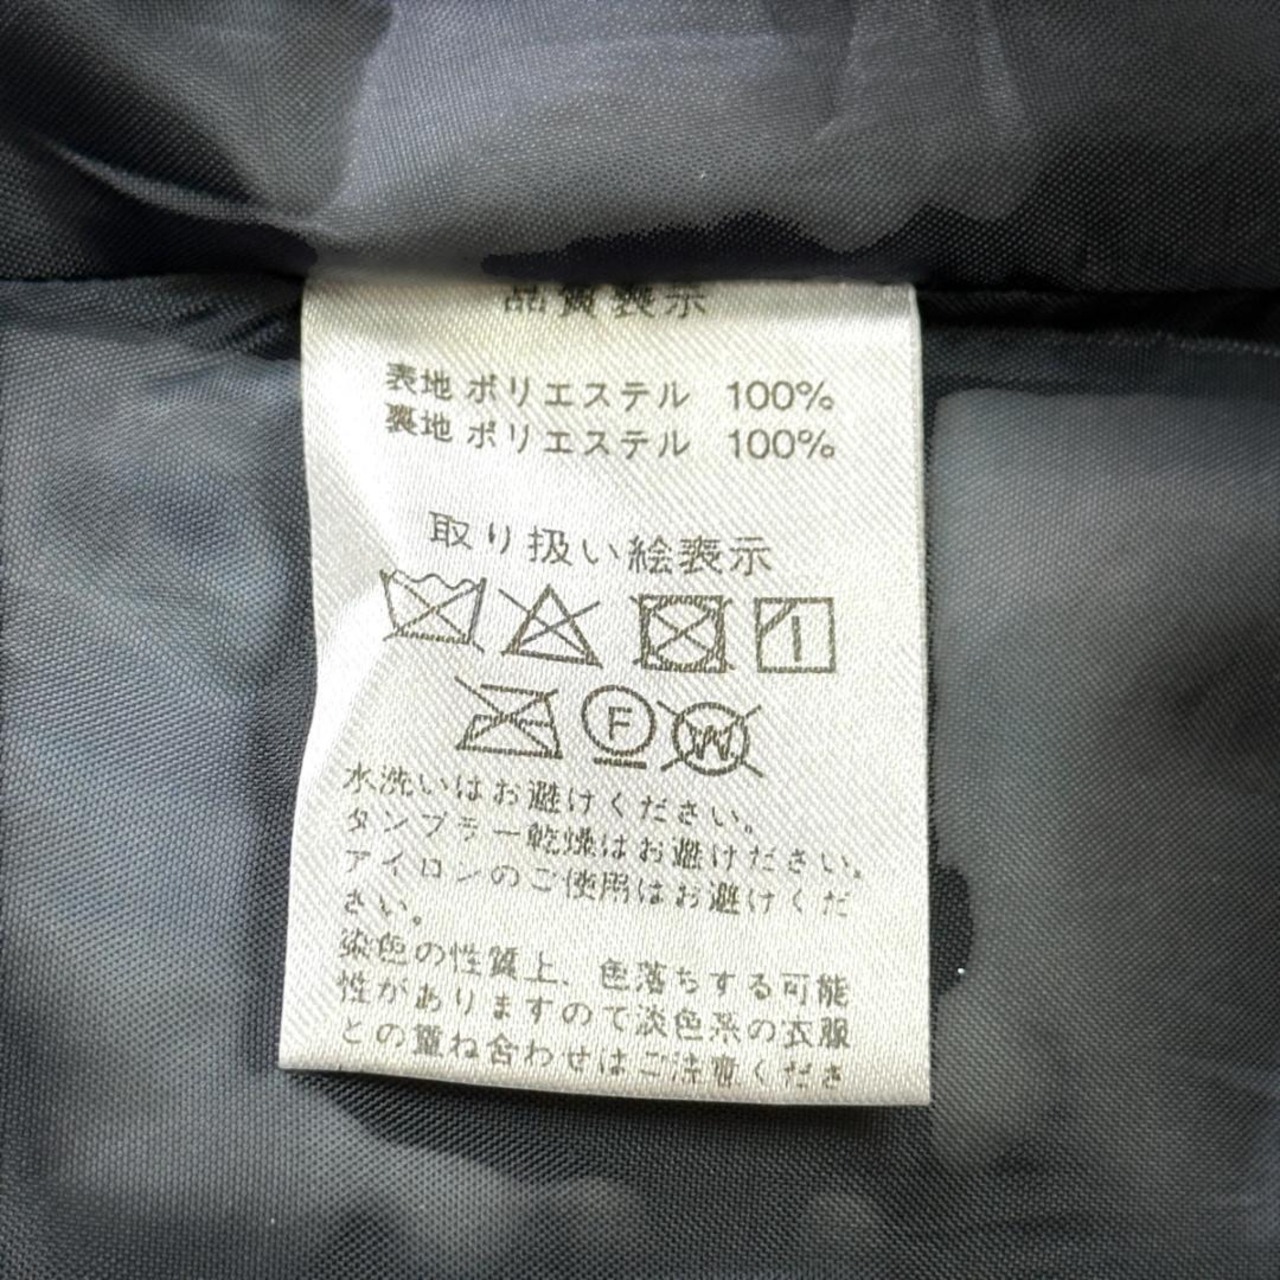 品質表示
表地 ポリエステル 100%
裏地 ポリエステル 100%
取り扱い絵表示
F
W
水洗いはお避けください。
タンブラー乾燥はお避けださい。
アイロンのご使用はお避けくだ
さい。
染色の性質上、色落ちする可能
性がありますので淡色系の衣服
との重ね合わせはご注意くださ